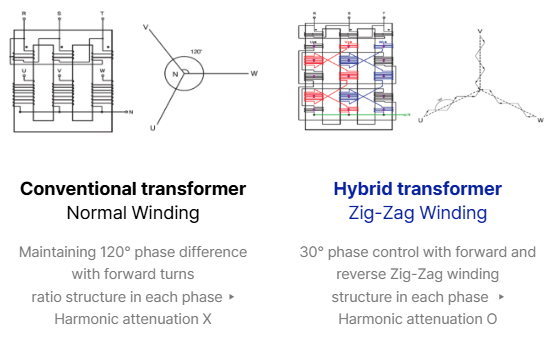 R S T
V
120°
N
W
U
U V W
N
R S T
V
U
W
Conventional transformer
Normal Winding
Maintaining 120° phase difference
with forward turns
ratio structure in each phase ▸
Harmonic attenuation X
Hybrid transformer
Zig-Zag Winding
30° phase control with forward and
reverse Zig-Zag winding
structure in each phase ▸
Harmonic attenuation O